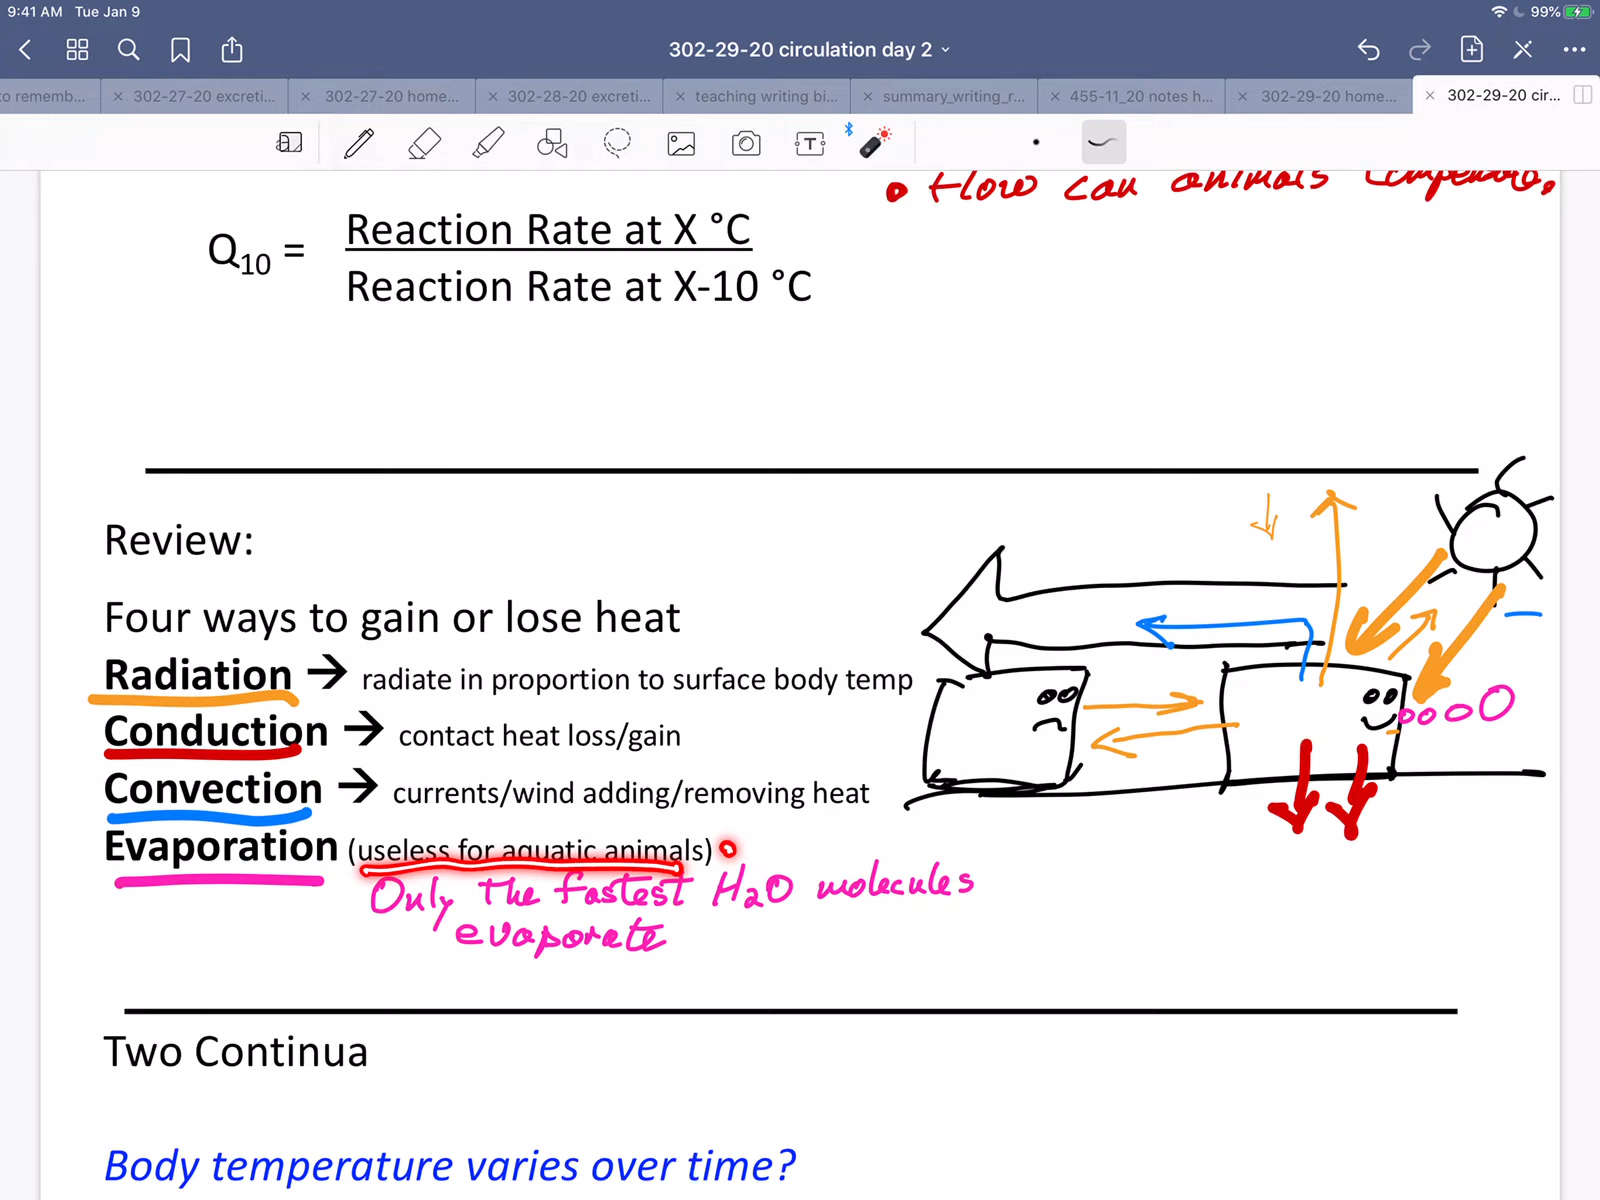 9:41 AM Tue Jan 9
99%
302-29-20 circulation day 2
to rememb...
302-27-20 excreti...
302-27-20 home...
302-28-20 excreti...
teaching writing bi...
summary_writing_r...
455-11_20 notes h...
302-29-20 home...
302-29-20 cir...
• How can animals
Q10 = Reaction Rate at X °C
Reaction Rate at X-10 °C
Review:
Four ways to gain or lose heat
Radiation → radiate in proportion to surface body temp
Conduction → contact heat loss/gain
Convection → currents/wind adding/removing heat
Evaporation (useless for aquatic animals)
Only The fastest H2O molecules
evaporate
Two Continua
Body temperature varies over time?